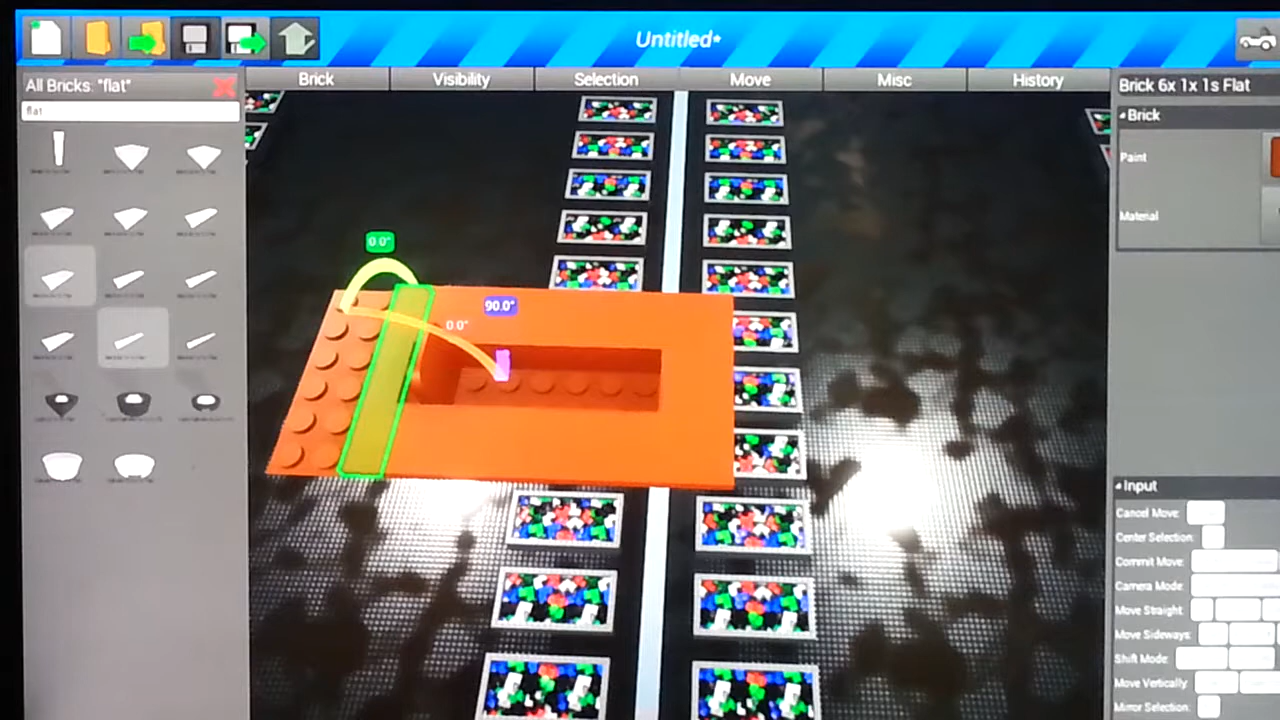 Untitled*
All Bricks: "flat"
flat
Brick
Visibility
Selection
Move
Misc
History
Brick 6x 1x 1s Flat
Brick
Paint
Material
0.0°
90.0°
0.0°
Input
Cancel Move:
Center Selection:
Commit Move:
Camera Mode:
Move Straight:
Move Sideways:
Shift Mode:
Move Vertically:
Mirror Selection: